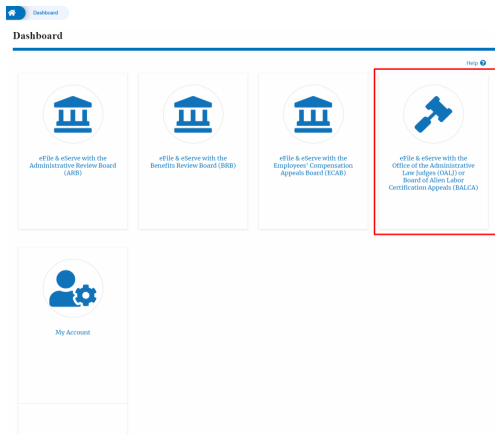 Dashboard
Dashboard
Help
eFile & eServe with the
Administrative Review Board
(ARB)
eFile & eServe with the
Benefits Review Board (BRB)
eFile & eServe with the
Employees' Compensation
Appeals Board (ECAB)
eFile & eServe with the
Office of the Administrative
Law Judges (OALJ) or
Board of Alien Labor
Certification Appeals (BALCA)
My Account